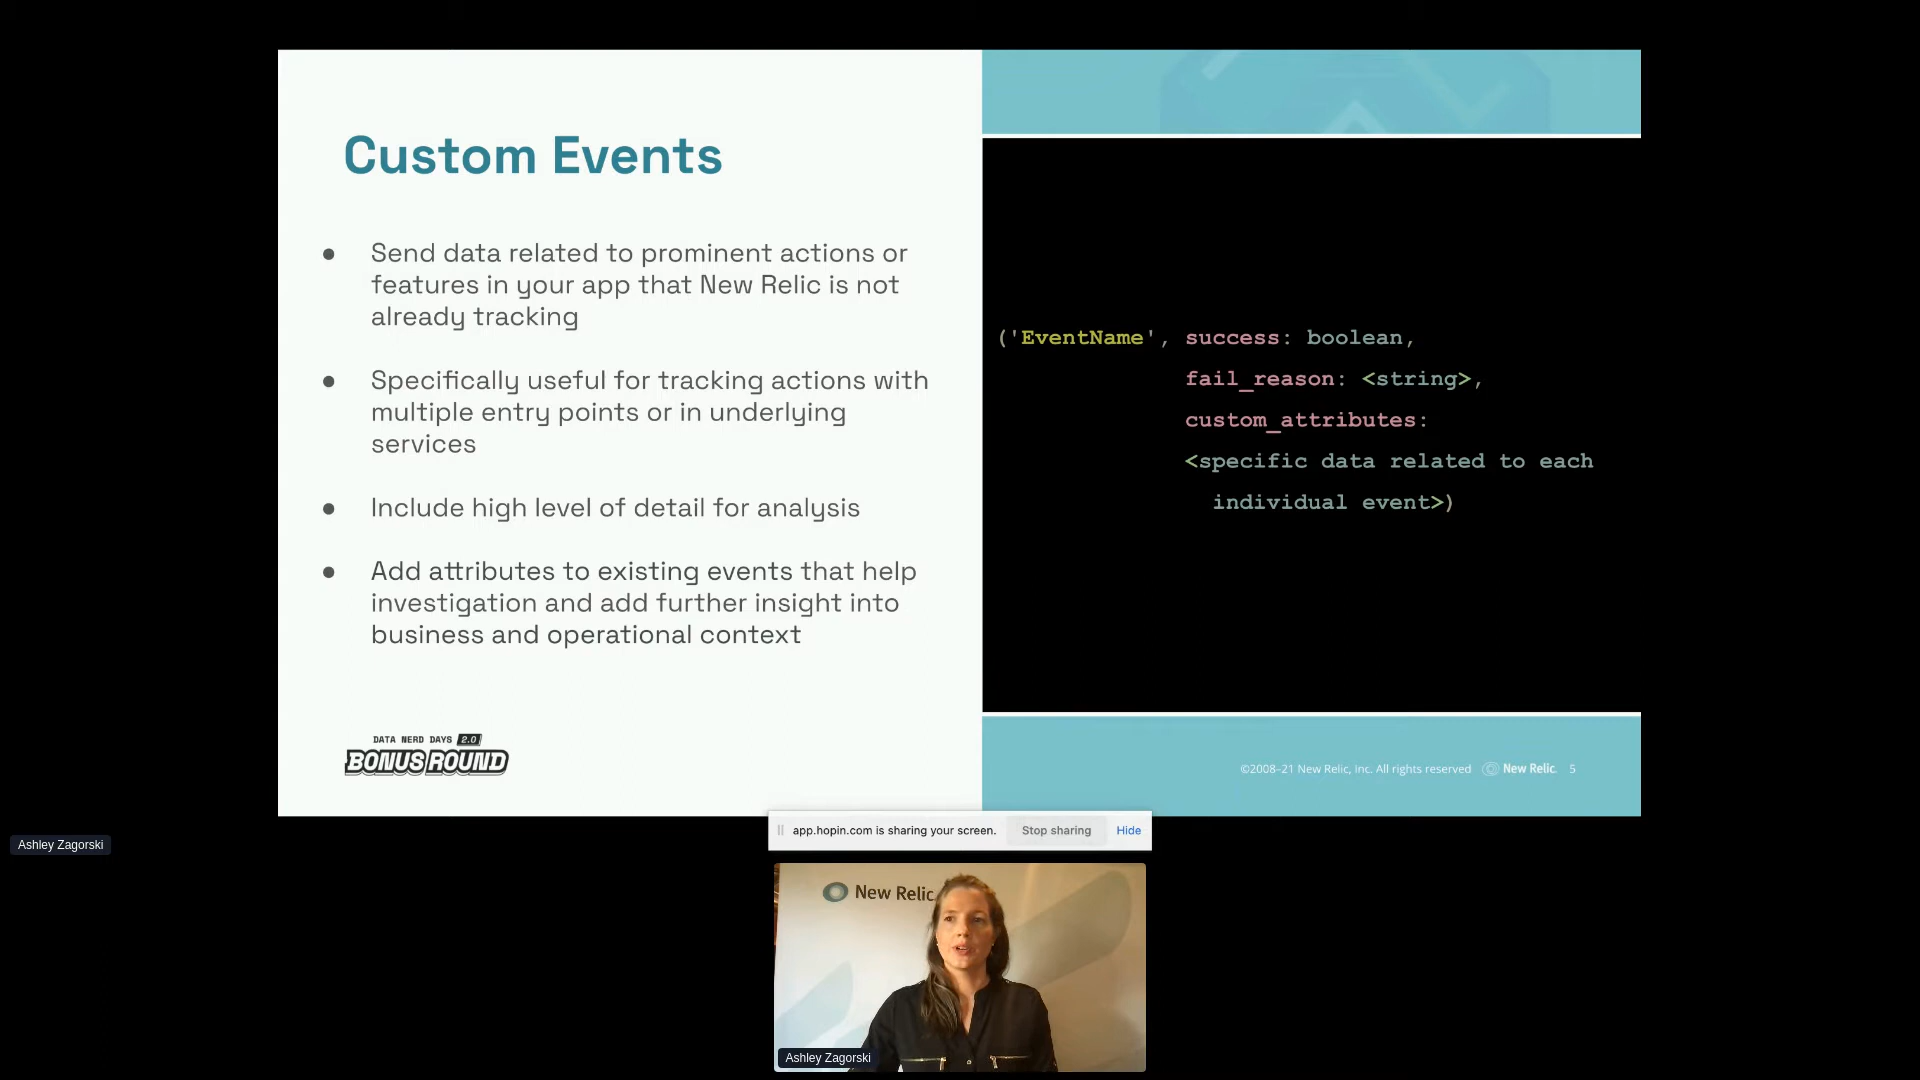 Custom Events
● Send data related to prominent actions or
features in your app that New Relic is not
already tracking
● Specifically useful for tracking actions with
multiple entry points or in underlying
services
● Include high level of detail for analysis
● Add attributes to existing events that help
investigation and add further insight into
business and operational context
DATA NERD DAYS 2.0
BONUS ROUND
('EventName', success: boolean,
fail_reason: <string>,
custom_attributes:
<specific data related to each
individual event>)
©2008–21 New Relic, Inc. All rights reserved New Relic. 5
app.hopin.com is sharing your screen. Stop sharing Hide
Ashley Zagorski
New Relic.
Ashley Zagorski